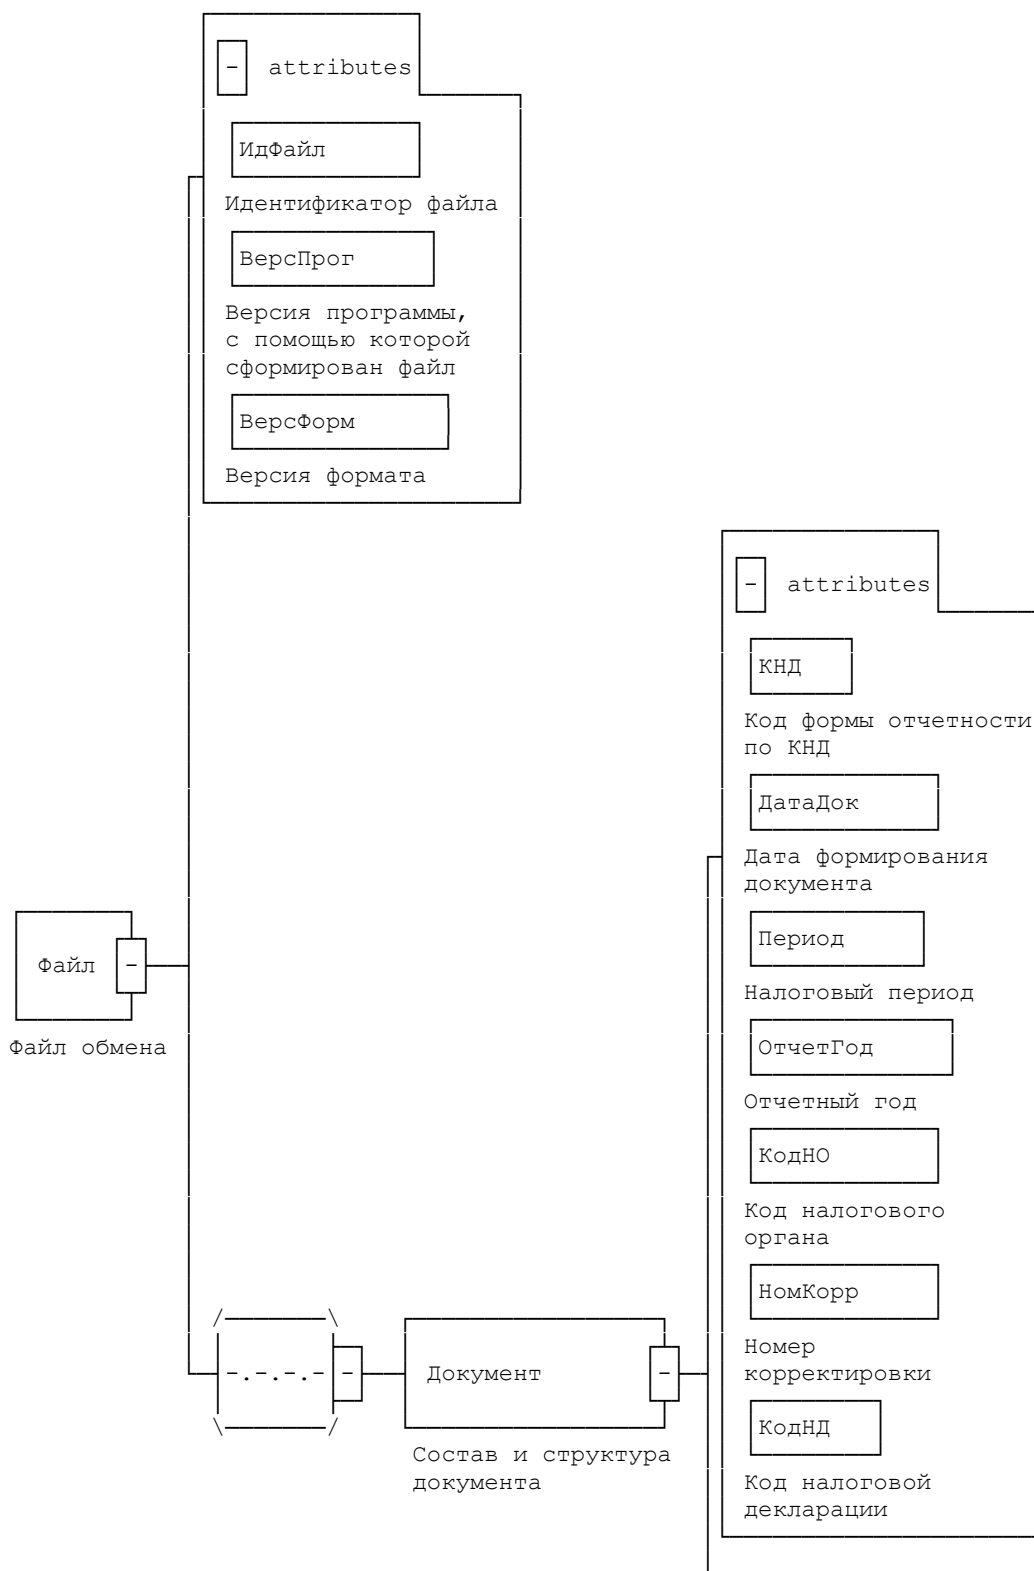 - attributes
ИдФайл
Идентификатор файла
ВерсПрог
Версия программы,
с помощью которой
сформирован файл
ВерсФорм
Версия формата
- attributes
КНД
Код формы отчетности
по КНД
ДатаДок
Дата формирования
документа
Период
Налоговый период
ОтчетГод
Отчетный год
КодНО
Код налогового
органа
НомКорр
Номер
корректировки
КодНД
Код налоговой
декларации
Файл -
Файл обмена
-.-.-.- -
Документ -
Состав и структура
документа